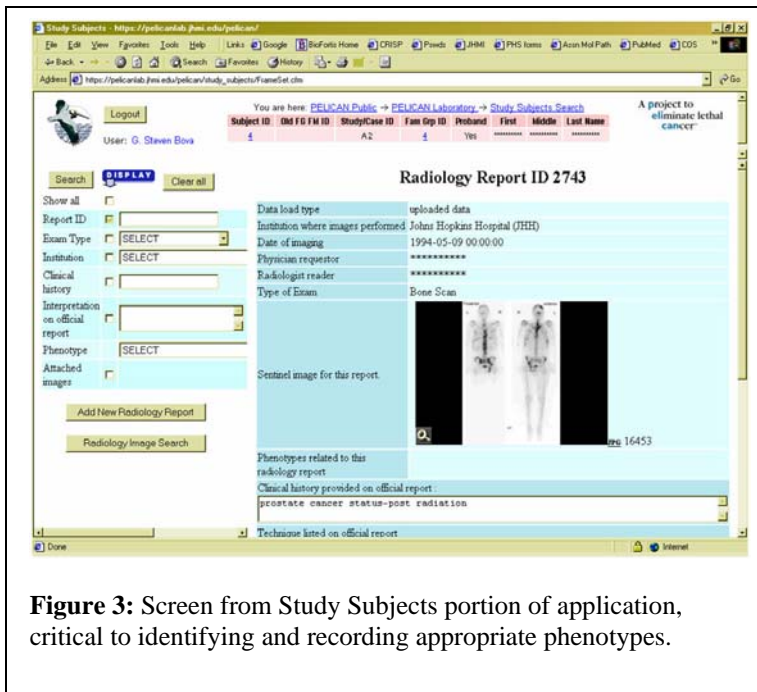 Study Subjects - https://pelicanlab.jhmi.edu/pelican/
File Edit View Favorites Tools Help Links Google BioFortis Home CRISP Pswds JHMI PHS forms Assn Mol Path PubMed COS
Back Search Favorites History
Address https://pelicanlab.jhmi.edu/pelican/study_subjects/FrameSet.cfm Go
Logout
User: G. Steven Bova
You are here: PELICAN Public → PELICAN Laboratory → Study Subjects Search
Subject ID Old FG FM ID Study/Case ID Fam Grp ID Proband First Middle Last Name
4 A2 4 Yes ********** ********** **********
A project to
eliminate lethal
cancer
Search DISPLAY Clear all
Show all
Report ID
Exam Type SELECT
Institution SELECT
Clinical
history
Interpretation
on official
report
Phenotype SELECT
Attached
images
Add New Radiology Report
Radiology Image Search
Radiology Report ID 2743
Data load type uploaded data
Institution where images performed Johns Hopkins Hospital (JHH)
Date of imaging 1994-05-09 00:00:00
Physician requestor **********
Radiologist reader **********
Type of Exam Bone Scan
Sentinel image for this report.
16453
Phenotypes related to this
radiology report
Clinical history provided on official report :
prostate cancer status-post radiation
Technique listed on official report
Done Internet
Figure 3: Screen from Study Subjects portion of application,
critical to identifying and recording appropriate phenotypes.